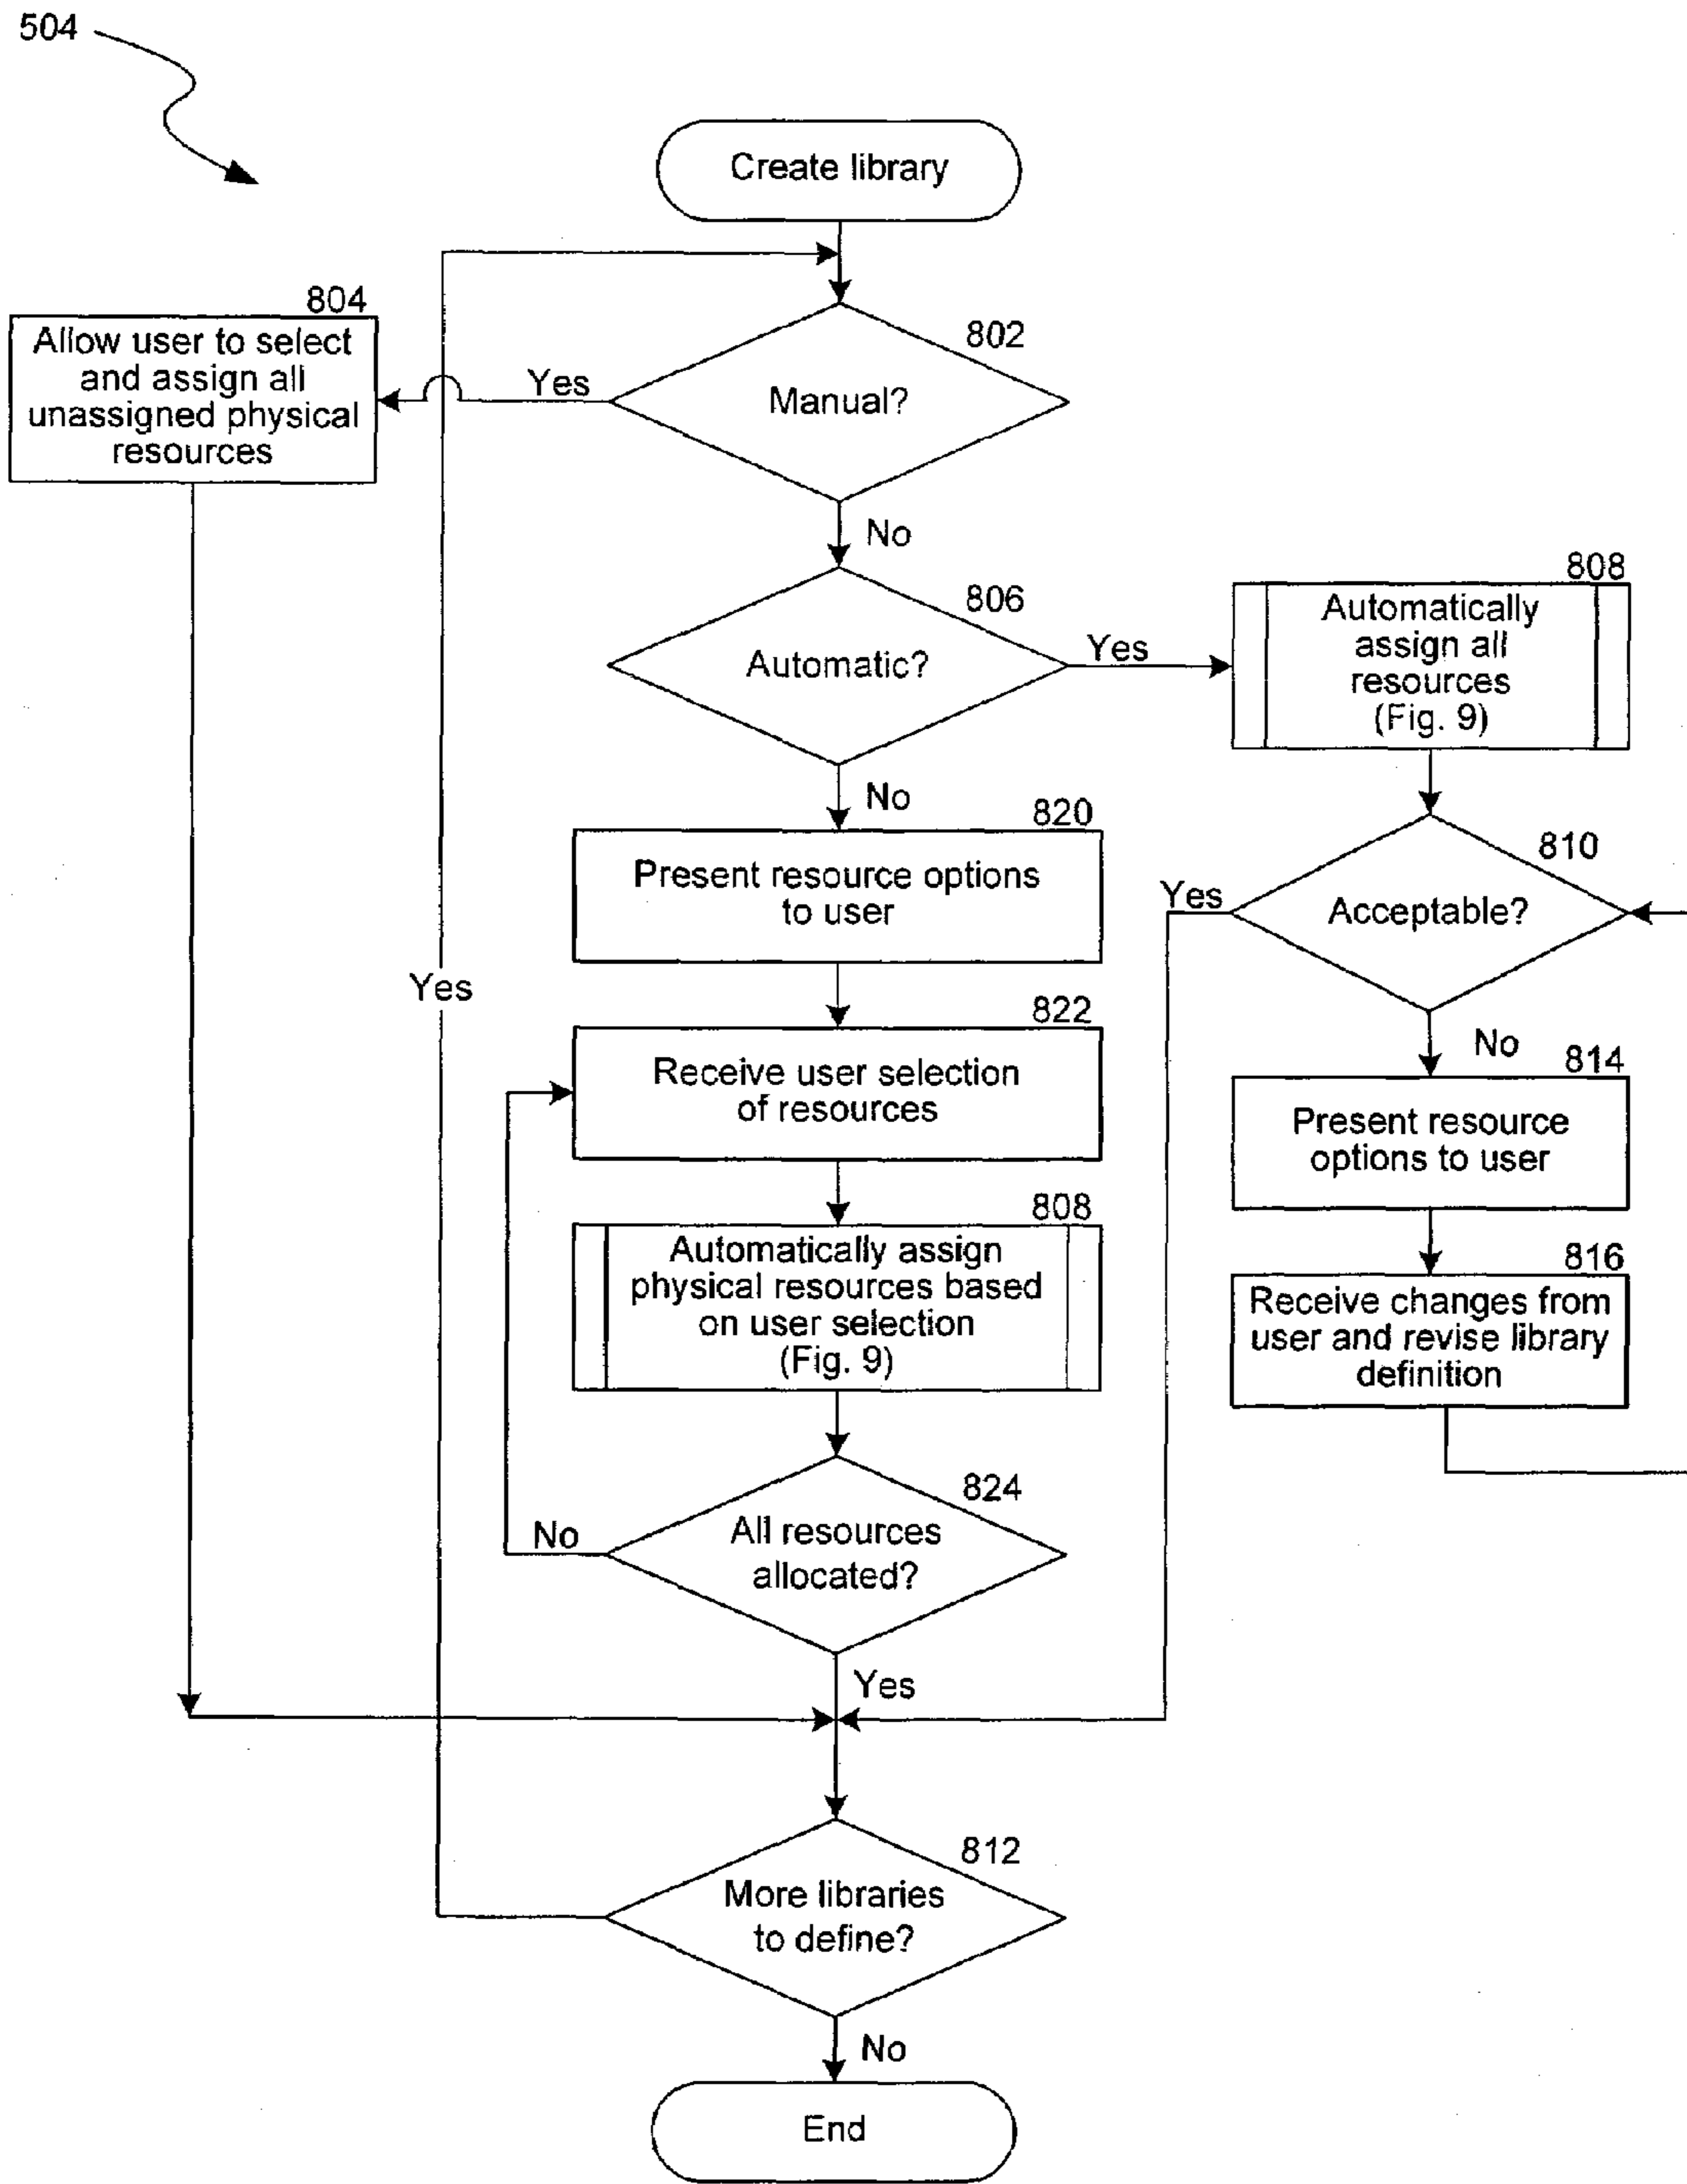 504
Create library
802
Manual?
Yes
804
Allow user to select
and assign all
unassigned physical
resources
No
806
Automatic?
Yes
808
Automatically
assign all
resources
(Fig. 9)
No
820
Present resource options
to user
810
Acceptable?
Yes
No
814
Present resource
options to user
816
Receive changes from
user and revise library
definition
Yes
822
Receive user selection
of resources
808
Automatically assign
physical resources based
on user selection
(Fig. 9)
824
All resources
allocated?
No
Yes
812
More libraries
to define?
No
End